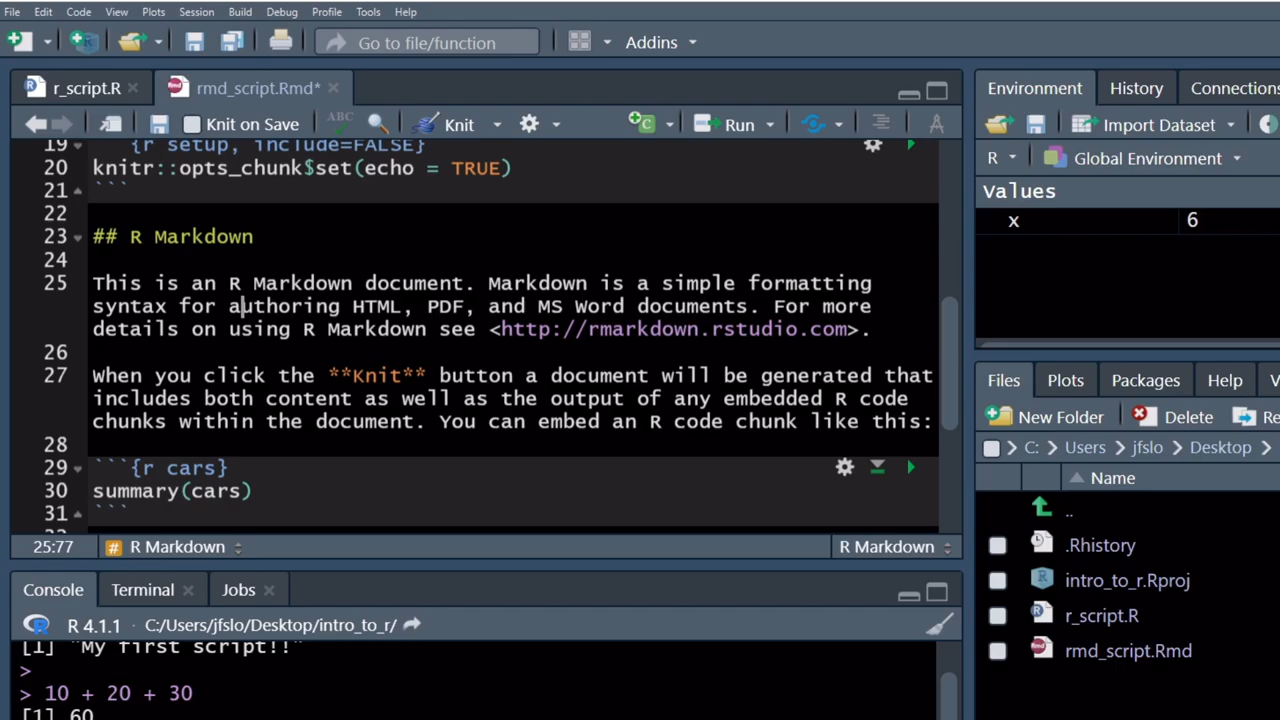 File Edit Code View Plots Session Build Debug Profile Tools Help
Go to file/function Addins
r_script.R rmd_script.Rmd*
Knit on Save ABC Knit Run
19 {r setup, include=FALSE}
20 knitr::opts_chunk$set(echo = TRUE)
21 ```
22
23 ## R Markdown
24
25 This is an R Markdown document. Markdown is a simple formatting
syntax for authoring HTML, PDF, and MS Word documents. For more
details on using R Markdown see <http://rmarkdown.rstudio.com>.
26
27 When you click the **Knit** button a document will be generated that
includes both content as well as the output of any embedded R code
chunks within the document. You can embed an R code chunk like this:
28
29 ```{r cars}
30 summary(cars)
31 ```
25:77 # R Markdown R Markdown
Console Terminal Jobs
R 4.1.1 · C:/Users/jfslo/Desktop/intro_to_r/
[1] "My first script!!"
>
> 10 + 20 + 30
[1] 60
Environment History Connections
Import Dataset
R Global Environment
Values
x 6
Files Plots Packages Help
New Folder Delete
C: Users jfslo Desktop
Name
..
.Rhistory
intro_to_r.Rproj
r_script.R
rmd_script.Rmd